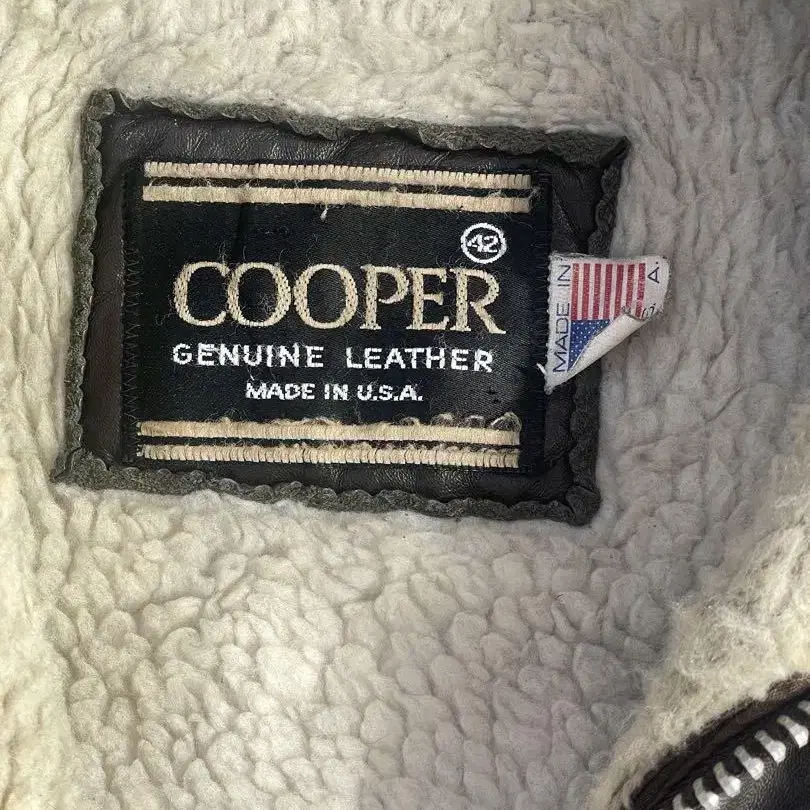 42
COOPER
GENUINE LEATHER
MADE IN U.S.A.
MADE IN
S. A.